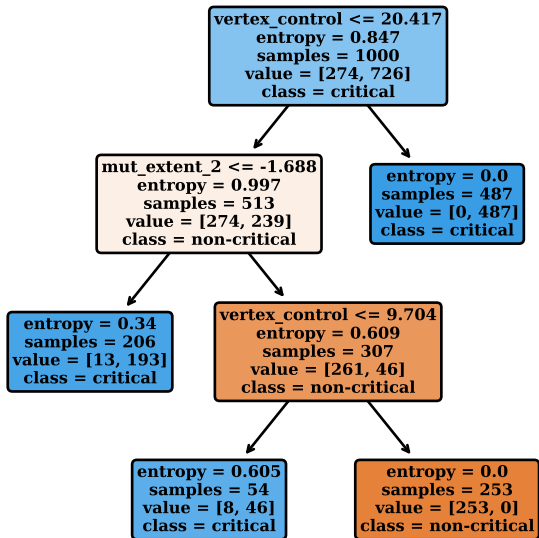 vertex_control <= 20.417
entropy = 0.847
samples = 1000
value = [274, 726]
class = critical
mut_extent_2 <= -1.688
entropy = 0.997
samples = 513
value = [274, 239]
class = non-critical
entropy = 0.0
samples = 487
value = [0, 487]
class = critical
entropy = 0.34
samples = 206
value = [13, 193]
class = critical
vertex_control <= 9.704
entropy = 0.609
samples = 307
value = [261, 46]
class = non-critical
entropy = 0.605
samples = 54
value = [8, 46]
class = critical
entropy = 0.0
samples = 253
value = [253, 0]
class = non-critical